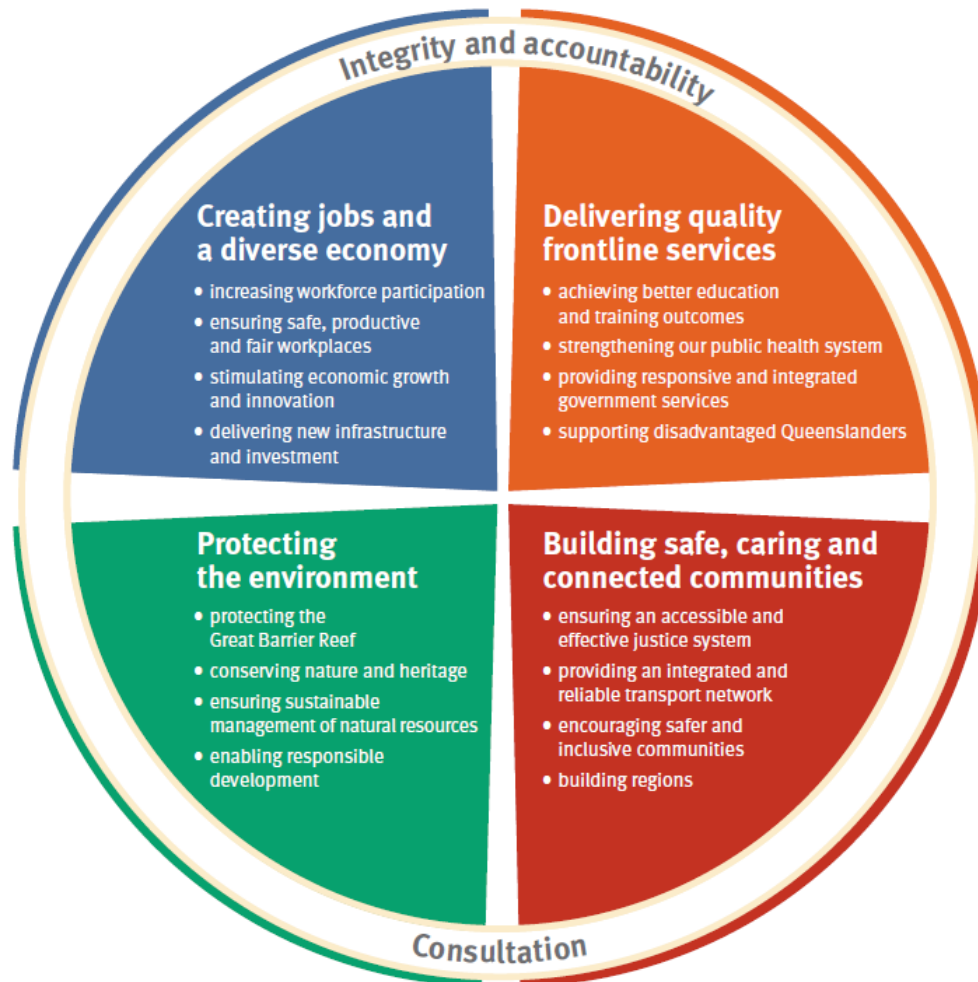 Integrity and accountability
Creating jobs and
a diverse economy
• increasing workforce participation
• ensuring safe, productive
and fair workplaces
• stimulating economic growth
and innovation
• delivering new infrastructure
and investment
Delivering quality
frontline services
• achieving better education
and training outcomes
• strengthening our public health system
• providing responsive and integrated
government services
• supporting disadvantaged Queenslanders
Protecting
the environment
• protecting the
Great Barrier Reef
• conserving nature and heritage
• ensuring sustainable
management of natural resources
• enabling responsible
development
Building safe, caring and
connected communities
• ensuring an accessible and
effective justice system
• providing an integrated and
reliable transport network
• encouraging safer and
inclusive communities
• building regions
Consultation